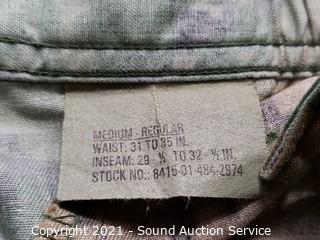 MEDIUM - REGULAR
WAIST: 31 TO 35 IN.
INSEAM: 29 - ½ TO 32 - ½ IN.
STOCK NO.: 8415-01-484-2974
Copyright 2021 - Sound Auction Service